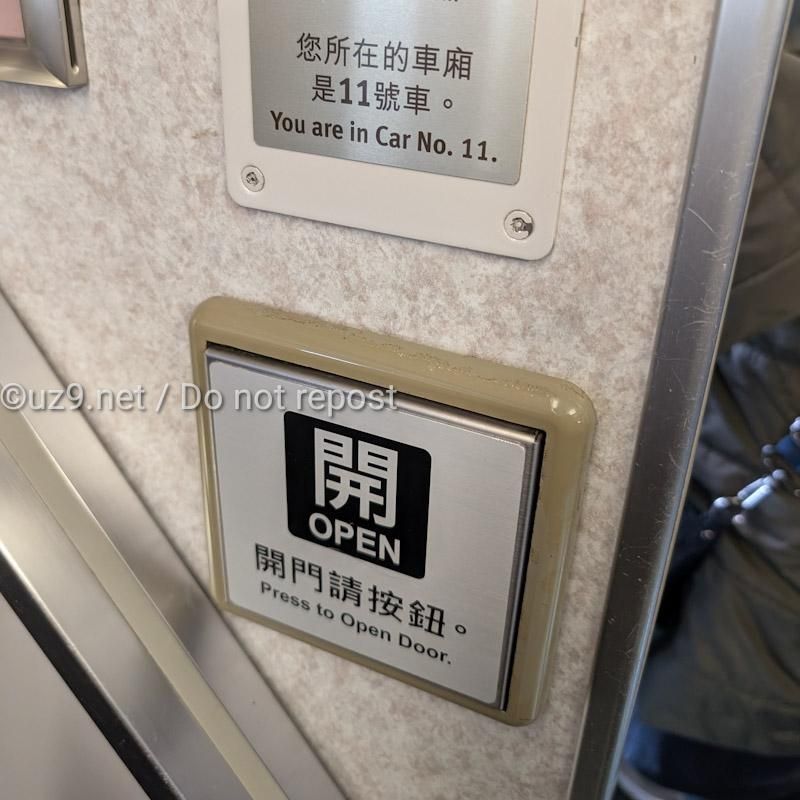 您所在的車廂
是11號車。
You are in Car No. 11.
©uz9.net / Do not repost
開
OPEN
開門請按鈕。
Press to Open Door.